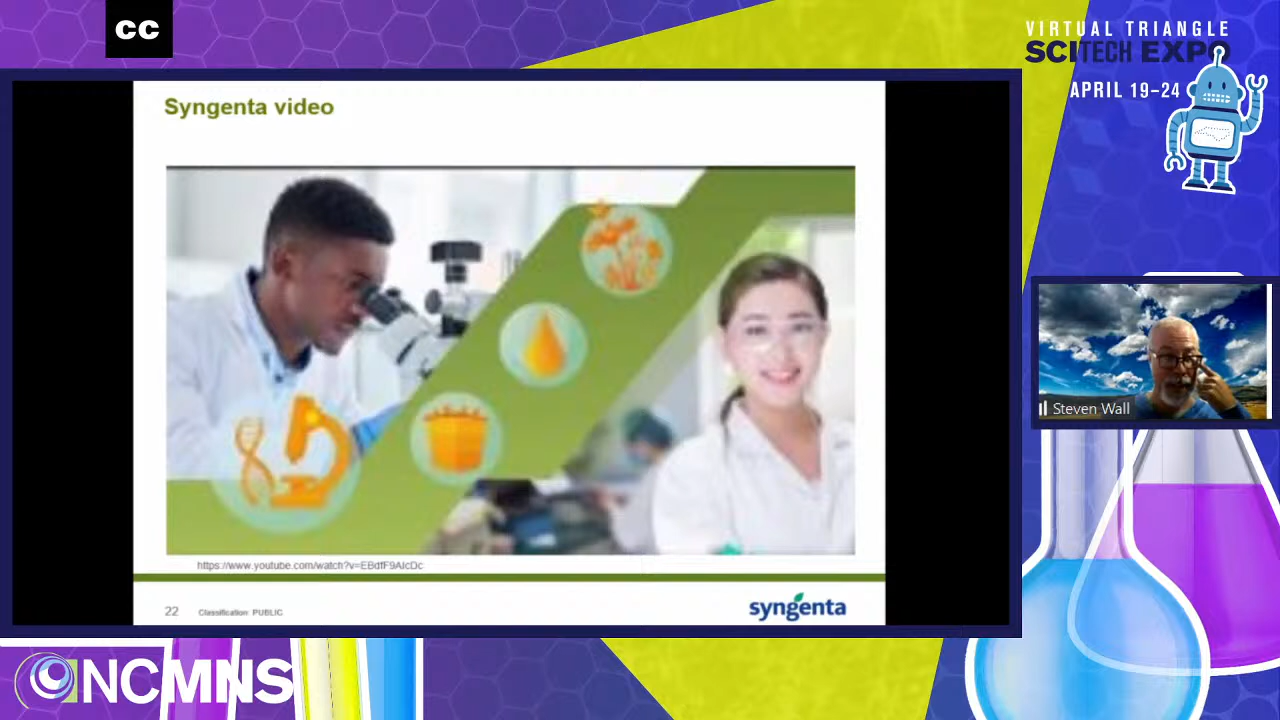 CC
VIRTUAL TRIANGLE
SCITECH EXPO
APRIL 19–24
Syngenta video
Steven Wall
https://www.youtube.com/watch?v=EBdfF9AlcDc
22 Classification: PUBLIC
syngenta
NCMNS